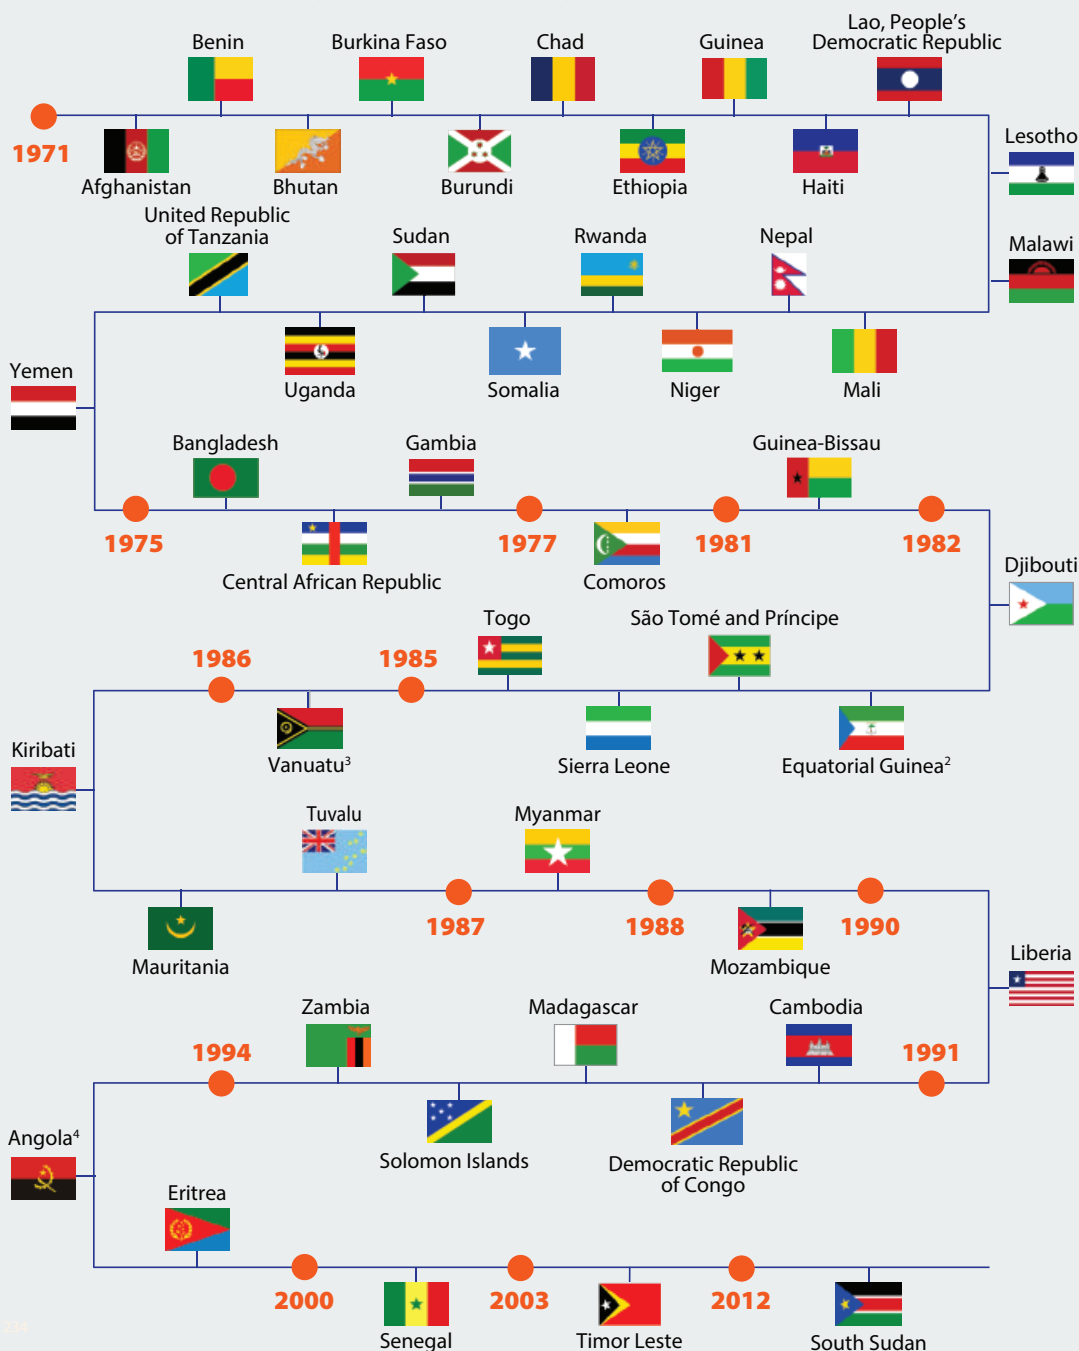 Lao, People's
Benin Burkina Faso Chad Guinea Democratic Republic
1971
Lesotho
Afghanistan Bhutan Burundi Ethiopia Haiti
United Republic
of Tanzania Sudan Rwanda Nepal
Malawi
Yemen
Uganda Somalia Niger Mali
Bangladesh Gambia Guinea-Bissau
1975 1977 1981 1982
Central African Republic Comoros
Djibouti
Togo São Tomé and Príncipe
1986 1985
Kiribati
Vanuatu³ Sierra Leone Equatorial Guinea²
Tuvalu Myanmar
1987 1988 1990
Mauritania Mozambique
Liberia
Zambia Madagascar Cambodia
1994 1991
Angola⁴
Solomon Islands Democratic Republic
of Congo
Eritrea
2000 2003 2012
Senegal Timor Leste South Sudan
234